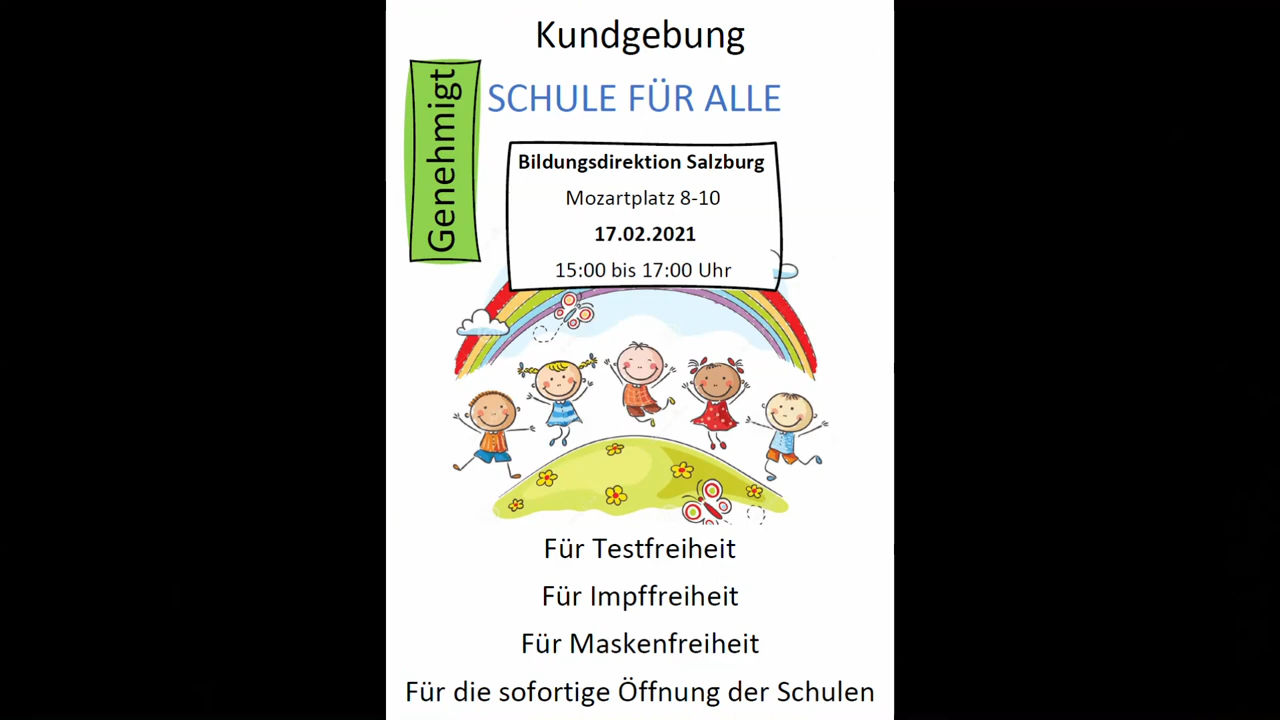 Kundgebung
SCHULE FÜR ALLE
Genehmigt
Bildungsdirektion Salzburg
Mozartplatz 8-10
17.02.2021
15:00 bis 17:00 Uhr
Für Testfreiheit
Für Impffreiheit
Für Maskenfreiheit
Für die sofortige Öffnung der Schulen